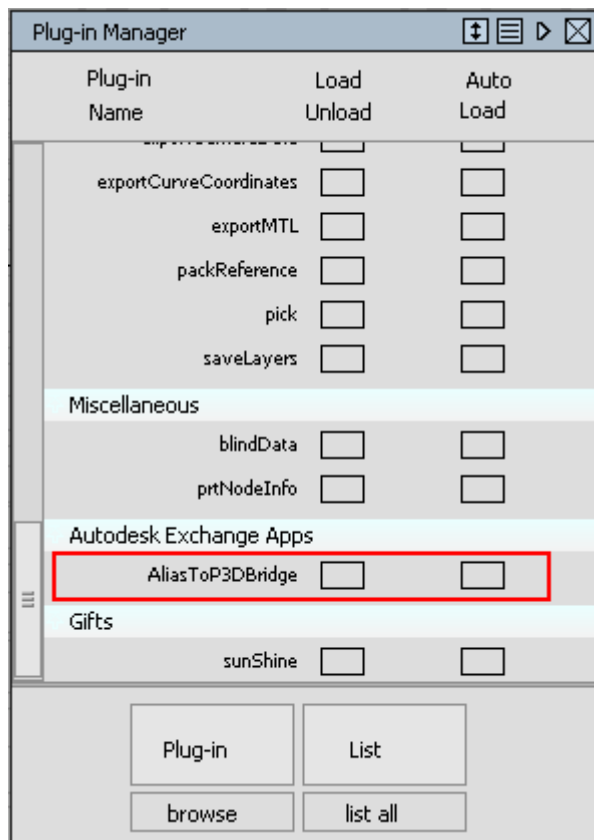 Plug-in Manager
Plug-in Load Auto
Name Unload Load
exportCurveCoordinates
exportMTL
packReference
pick
saveLayers
Miscellaneous
blindData
prtNodeInfo
Autodesk Exchange Apps
AliasToP3DBridge
Gifts
sunShine
Plug-in List
browse list all